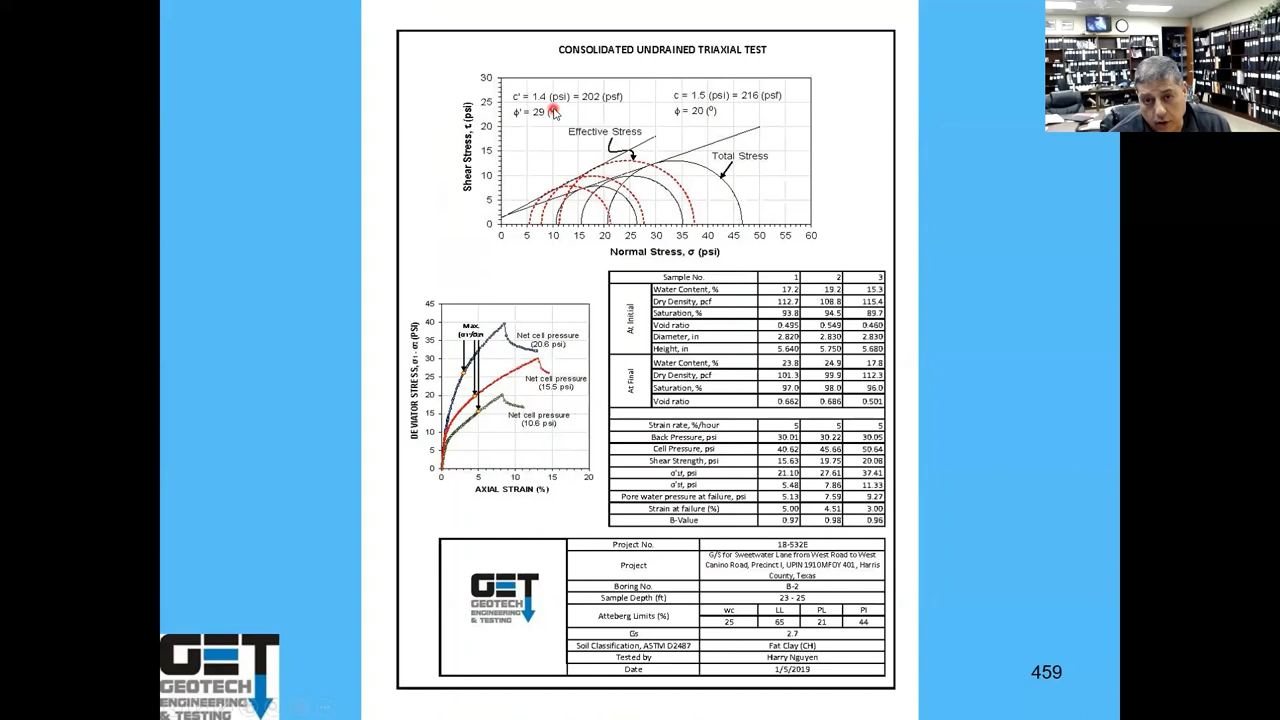 CONSOLIDATED UNDRAINED TRIAXIAL TEST
c' = 1.4 (psi) = 202 (psf)
ϕ' = 29
c = 1.5 (psi) = 216 (psf)
ϕ = 20 (⁰)
Effective Stress
Total Stress
Shear Stress, τ (psi)
30
25
20
15
10
5
0
0 5 10 15 20 25 30 35 40 45 50 55 60
Normal Stress, σ (psi)
DEVIATOR STRESS, σ1 - σ3 (PSI)
45
40
35
30
25
20
15
10
5
0
Max.
Net cell pressure
(20.6 psi)
Net cell pressure
(15.5 psi)
Net cell pressure
(10.6 psi)
0 5 10 15 20
AXIAL STRAIN (%)
Sample No. 1 2 3
At Initial
Water Content, % 17.2 19.2 15.3
Dry Density, pcf 112.7 108.8 115.4
Saturation, % 93.8 94.5 89.7
Void ratio 0.495 0.549 0.460
Diameter, in 2.820 2.830 2.830
Height, in 5.640 5.750 5.680
At Final
Water Content, % 23.8 24.9 17.8
Dry Density, pcf 101.3 99.9 112.3
Saturation, % 97.0 98.0 96.0
Void ratio 0.662 0.686 0.501
Strain rate, %/hour 5 5 5
Back Pressure, psi 30.01 30.22 30.05
Cell Pressure, psi 40.62 45.66 50.64
Shear Strength, psi 15.63 19.75 20.08
σ'1f, psi 21.10 27.61 37.41
σ'3f, psi 5.48 7.86 11.33
Pore water pressure at failure, psi 5.13 7.59 9.27
Strain at failure (%) 5.00 4.51 3.00
B-Value 0.97 0.98 0.96
GET
GEOTECH
ENGINEERING
& TESTING
Project No. 18-532E
Project G/S for Sweetwater Lane from West Road to West
Canino Road, Precinct I, UPIN 1910MFOY 401, Harris
County, Texas
Boring No. B-2
Sample Depth (ft) 23 - 25
Atteberg Limits (%) wc LL PL PI
25 65 21 44
Gs 2.7
Soil Classification, ASTM D2487 Fat Clay (CH)
Tested by Harry Nguyen
Date 1/5/2019
GET
GEOTECH
ENGINEERING
& TESTING
459